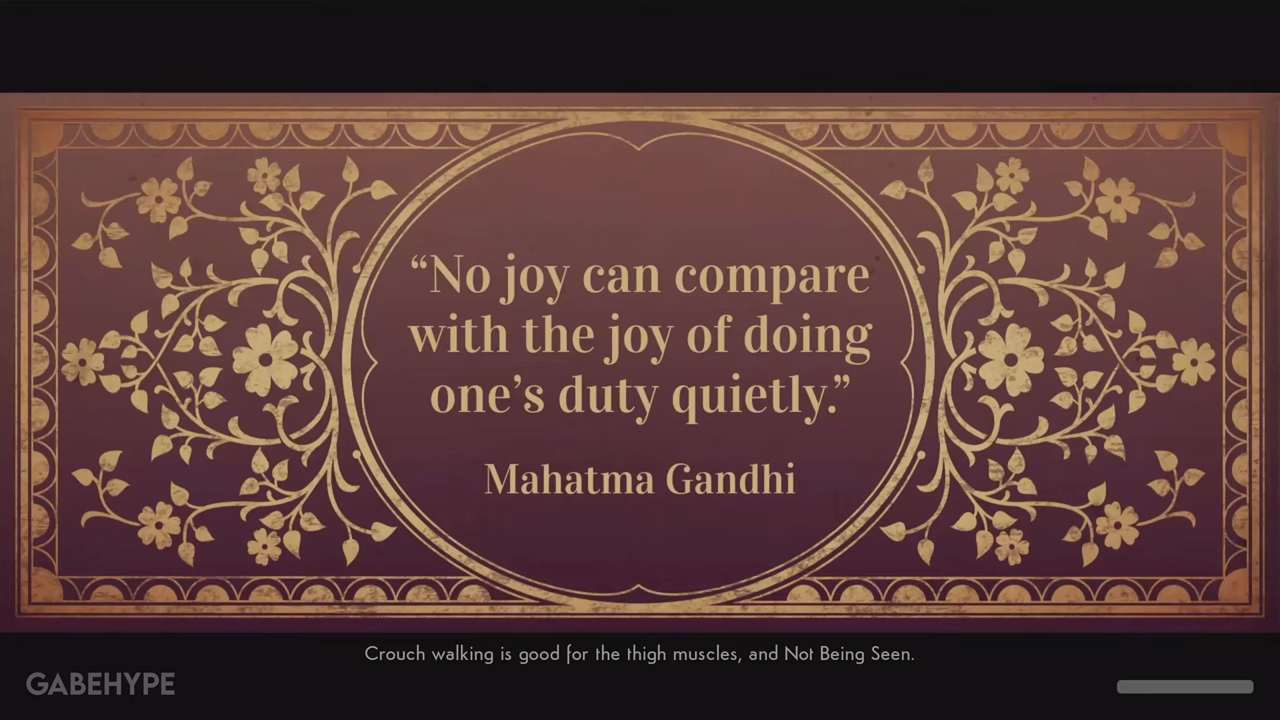 “No joy can compare
with the joy of doing
one’s duty quietly.”
Mahatma Gandhi
Crouch walking is good for the thigh muscles, and Not Being Seen.
GABEHYPE